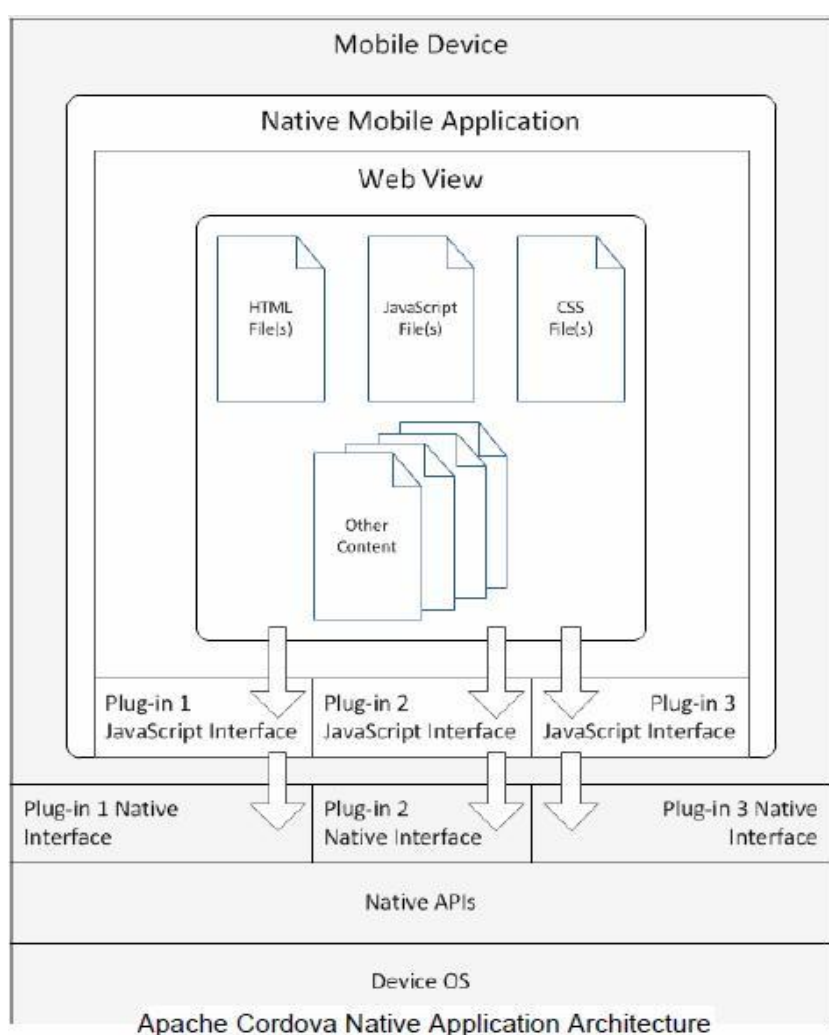 Mobile Device
Native Mobile Application
Web View
HTML
File(s)
JavaScript
File(s)
CSS
File(s)
Other
Content
Plug-in 1
JavaScript Interface
Plug-in 2
JavaScript Interface
Plug-in 3
JavaScript Interface
Plug-in 1 Native
Interface
Plug-in 2
Native Interface
Plug-in 3 Native
Interface
Native APIs
Device OS
Apache Cordova Native Application Architecture